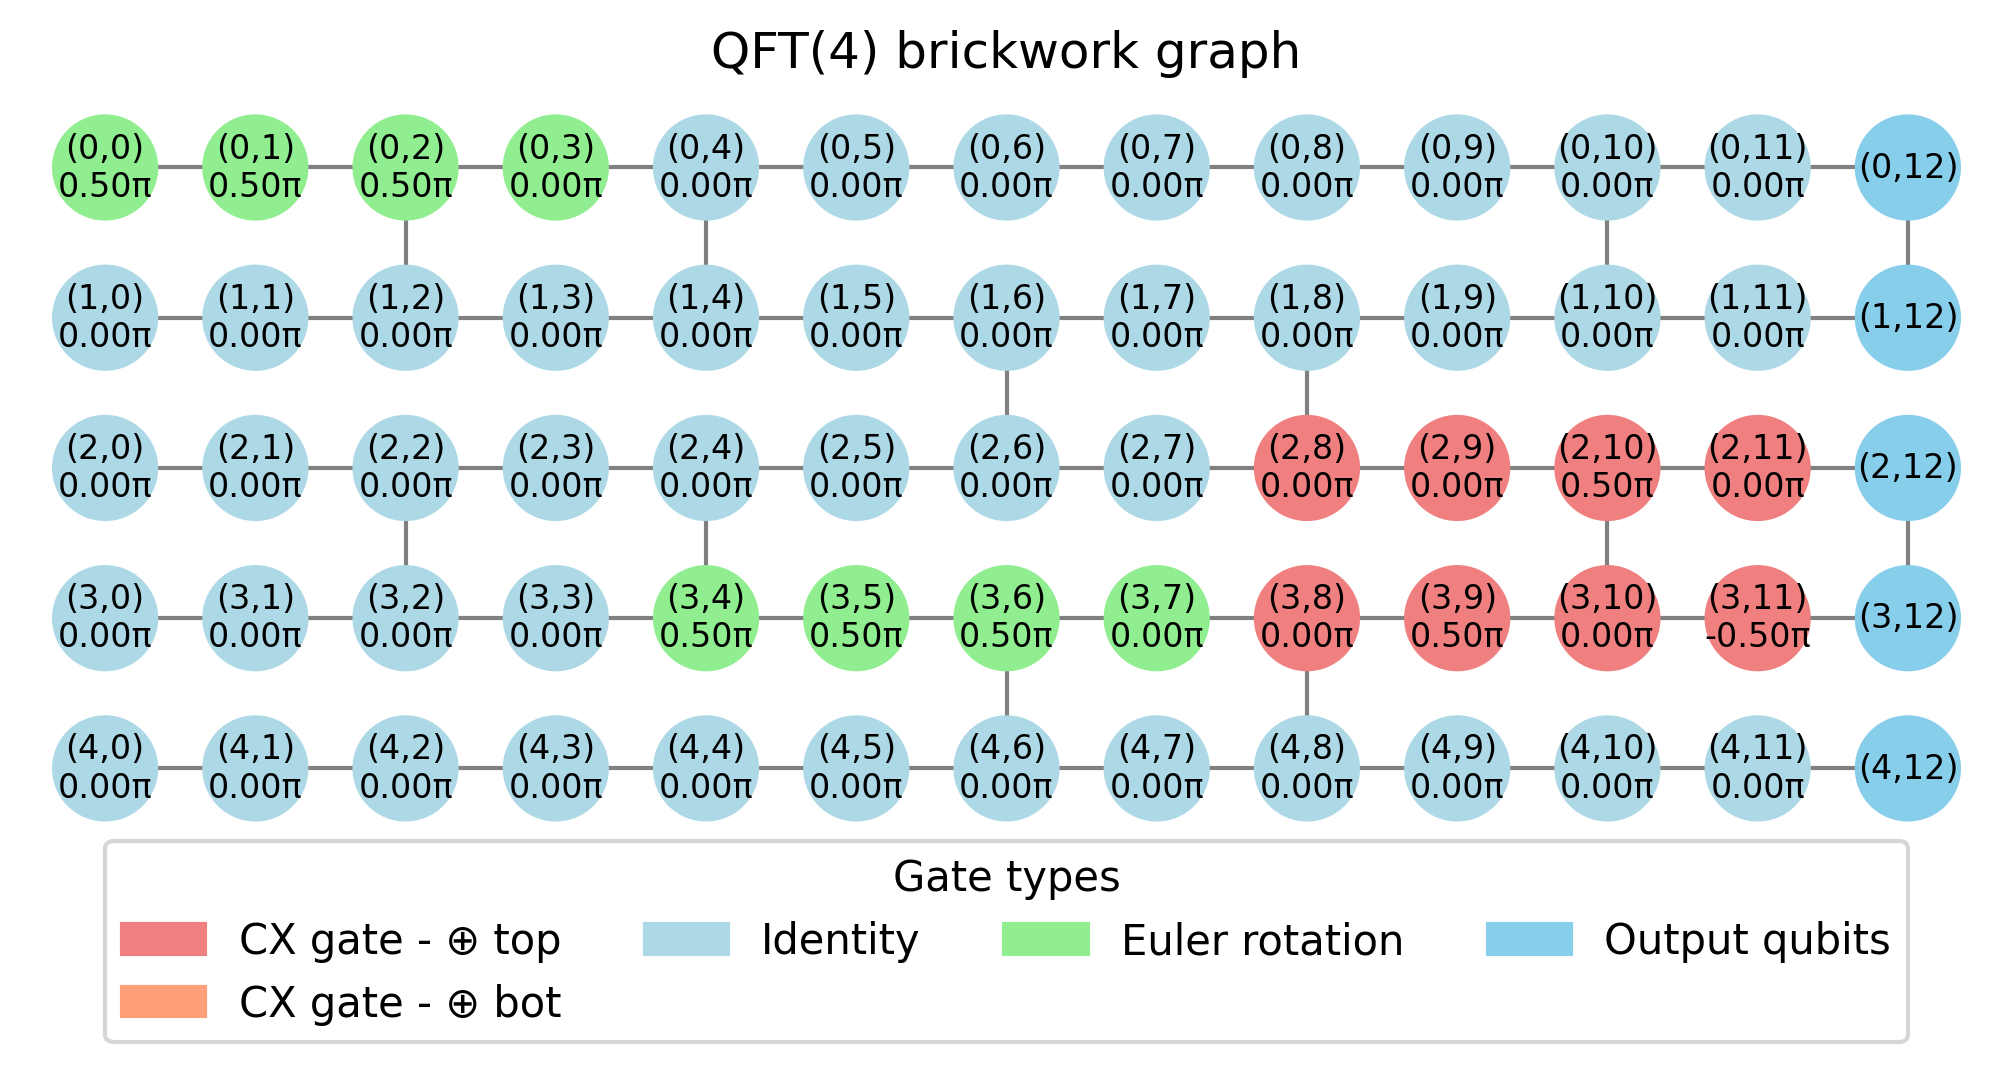 QFT(4) brickwork graph
(0,0) (0,1) (0,2) (0,3) (0,4) (0,5) (0,6) (0,7) (0,8) (0,9) (0,10) (0,11) (0,12)
0.50π 0.50π 0.50π 0.00π 0.00π 0.00π 0.00π 0.00π 0.00π 0.00π 0.00π 0.00π
(1,0) (1,1) (1,2) (1,3) (1,4) (1,5) (1,6) (1,7) (1,8) (1,9) (1,10) (1,11) (1,12)
0.00π 0.00π 0.00π 0.00π 0.00π 0.00π 0.00π 0.00π 0.00π 0.00π 0.00π 0.00π
(2,0) (2,1) (2,2) (2,3) (2,4) (2,5) (2,6) (2,7) (2,8) (2,9) (2,10) (2,11) (2,12)
0.00π 0.00π 0.00π 0.00π 0.00π 0.00π 0.00π 0.00π 0.00π 0.00π 0.50π 0.00π
(3,0) (3,1) (3,2) (3,3) (3,4) (3,5) (3,6) (3,7) (3,8) (3,9) (3,10) (3,11) (3,12)
0.00π 0.00π 0.00π 0.00π 0.50π 0.50π 0.50π 0.00π 0.00π 0.50π 0.00π -0.50π
(4,0) (4,1) (4,2) (4,3) (4,4) (4,5) (4,6) (4,7) (4,8) (4,9) (4,10) (4,11) (4,12)
0.00π 0.00π 0.00π 0.00π 0.00π 0.00π 0.00π 0.00π 0.00π 0.00π 0.00π 0.00π
Gate types
CX gate - ⊕ top Identity Euler rotation Output qubits
CX gate - ⊕ bot